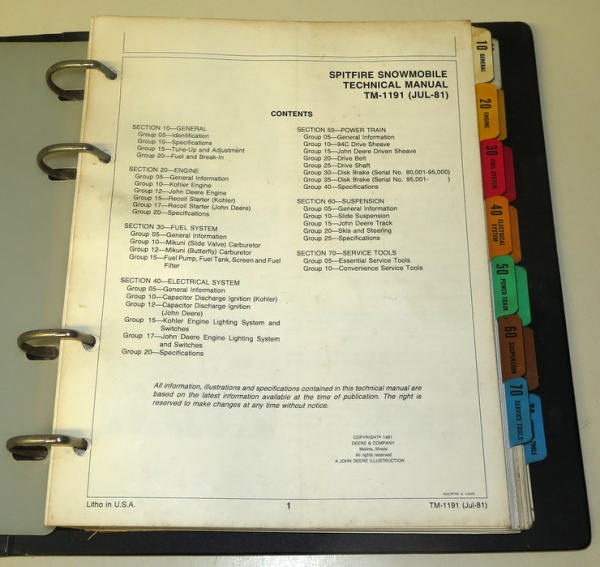 SPITFIRE SNOWMOBILE
TECHNICAL MANUAL
TM-1191 (JUL-81)
CONTENTS
SECTION 10—GENERAL
Group 05—Identification
Group 10—Specifications
Group 15—Tune-Up and Adjustment
Group 20—Fuel and Break-In
SECTION 20—ENGINE
Group 05—General Information
Group 10—Kohler Engine
Group 12—John Deere Engine
Group 15—Recoil Starter (Kohler)
Group 17—Recoil Starter (John Deere)
Group 20—Specifications
SECTION 30—FUEL SYSTEM
Group 05—General Information
Group 10—Mikuni (Slide Valve) Carburetor
Group 12—Mikuni (Butterfly) Carburetor
Group 15—Fuel Pump, Fuel Tank, Screen and Fuel
Filter
SECTION 40—ELECTRICAL SYSTEM
Group 05—General Information
Group 10—Capacitor Discharge Ignition (Kohler)
Group 12—Capacitor Discharge Ignition
(John Deere)
Group 15—Kohler Engine Lighting System and
Switches
Group 17—John Deere Engine Lighting System
and Switches
Group 20—Specifications
SECTION 50—POWER TRAIN
Group 05—General Information
Group 10—94C Drive Sheave
Group 15—John Deere Driven Sheave
Group 20—Drive Belt
Group 25—Drive Shaft
Group 30—Disk Brake (Serial No. 80,001-95,000)
Group 35—Disk Brake (Serial No. 95,001- )
Group 40—Specifications
SECTION 60—SUSPENSION
Group 05—General Information
Group 10—Slide Suspension
Group 15—John Deere Track
Group 20—Skis and Steering
Group 25—Specifications
SECTION 70—SERVICE TOOLS
Group 05—Essential Service Tools
Group 10—Convenience Service Tools
All information, illustrations and specifications contained in this technical manual are
based on the latest information available at the time of publication. The right is
reserved to make changes at any time without notice.
COPYRIGHT© 1981
DEERE & COMPANY
Moline, Illinois
All rights reserved
A JOHN DEERE ILLUSTRUCTION
Litho in U.S.A.
1
TM-1191 (Jul-81)
10 GENERAL
20 ENGINE
30 FUEL SYSTEM
40 ELECTRICAL SYSTEM
50 POWER TRAIN
60 SUSPENSION
70 SERVICE TOOLS